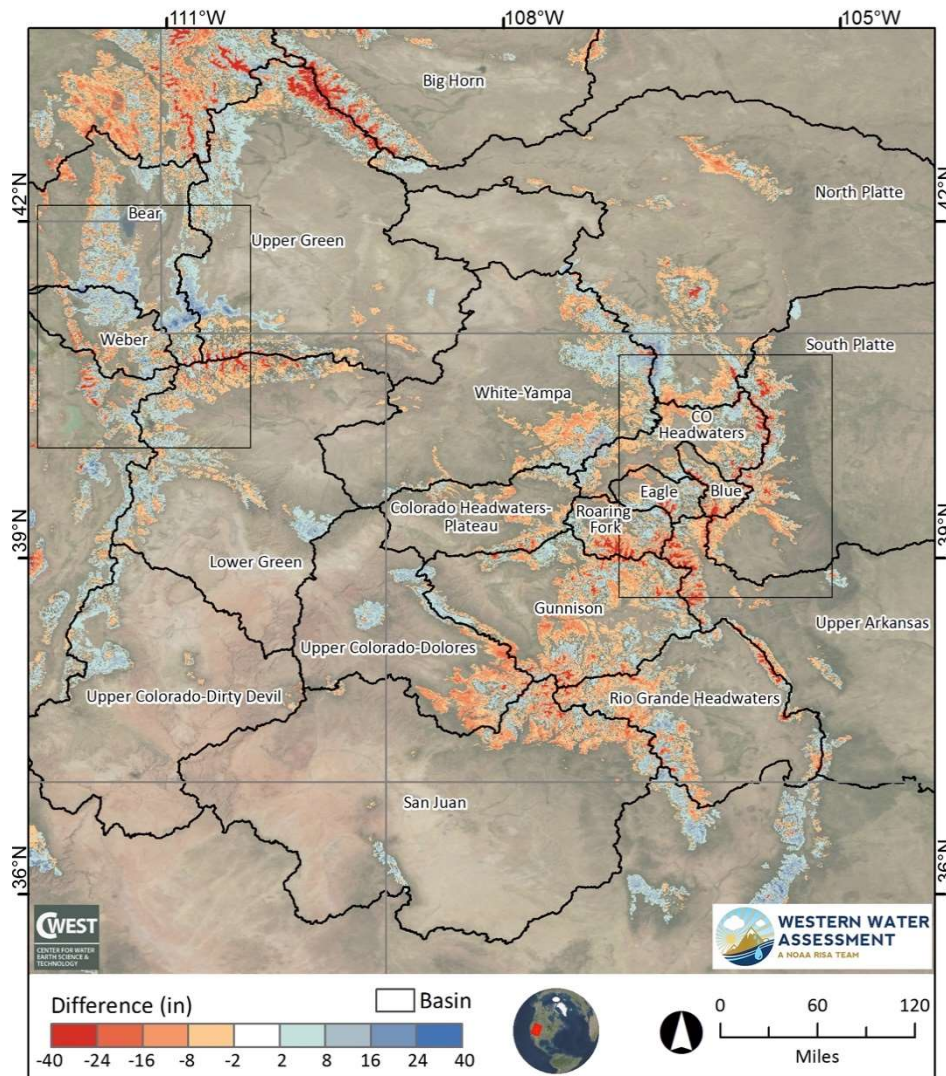 111°W 108°W 105°W
Big Horn
North Platte
42°N 42°N
Bear
Upper Green
South Platte
Weber
White-Yampa
CO
Headwaters
Eagle Blue
Colorado Headwaters-
Plateau
Roaring
Fork
39°N 39°N
Lower Green
Gunnison
Upper Arkansas
Upper Colorado-Dolores
Upper Colorado-Dirty Devil
Rio Grande Headwaters
San Juan
36°N 36°N
CWEST
CENTER FOR WATER
EARTH SCIENCE &
TECHNOLOGY
WESTERN WATER
ASSESSMENT
A NOAA RISA TEAM
Difference (in)
Basin
-40 -24 -16 -8 -2 2 8 16 24 40
0 60 120
Miles